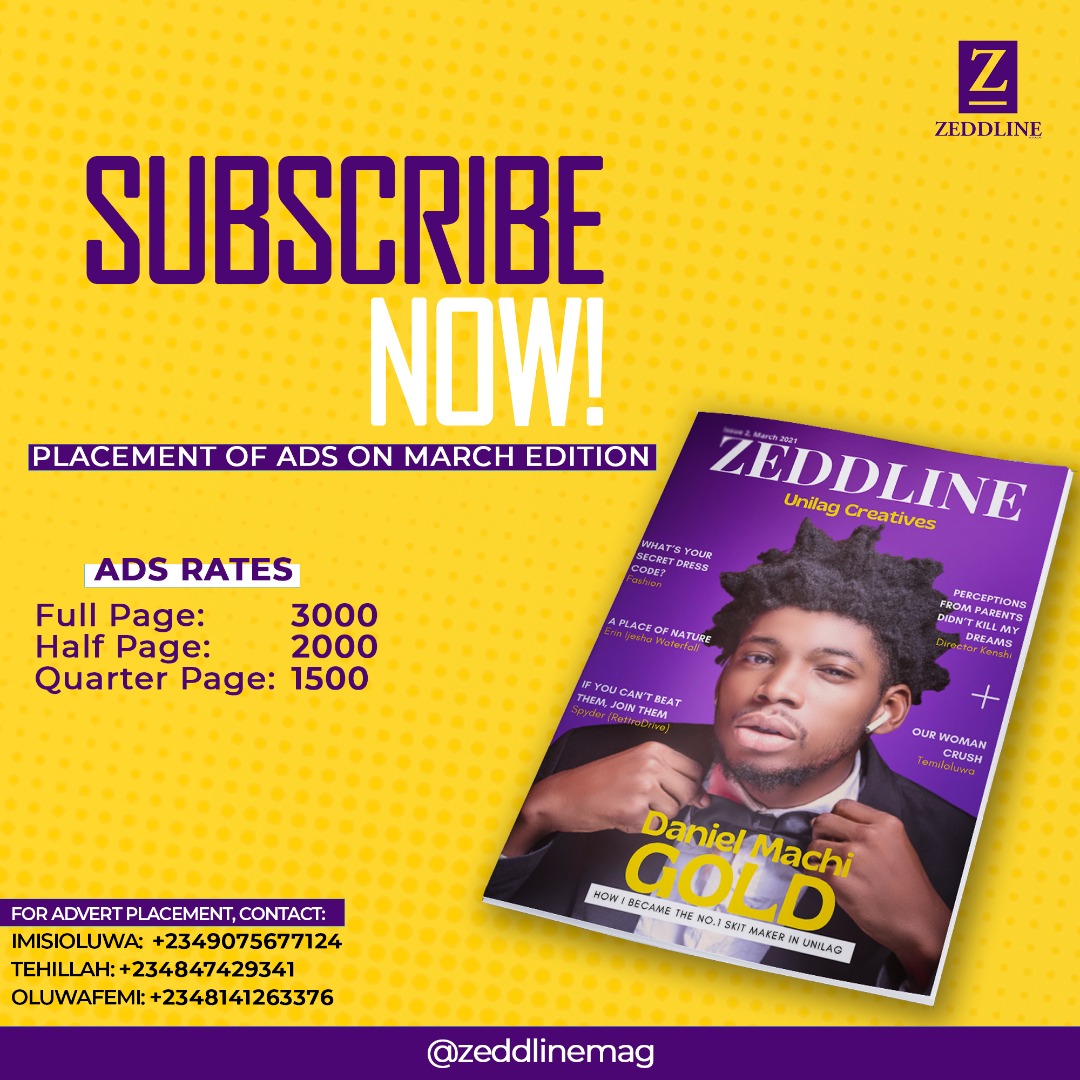 Z
ZEDDLINE
SUBSCRIBE
NOW!
PLACEMENT OF ADS ON MARCH EDITION
ADS RATES
Full Page: 3000
Half Page: 2000
Quarter Page: 1500
Issue 2, March 2021
ZEDDLINE
Unilag Creatives
WHAT'S YOUR
SECRET DRESS
CODE?
Fashion
A PLACE OF NATURE
Erin Ijesha Waterfall
IF YOU CAN'T BEAT
THEM, JOIN THEM
Spyder (RettroDrive)
PERCEPTIONS
FROM PARENTS
DIDN'T KILL MY
DREAMS
Director Kenshi
OUR WOMAN
CRUSH
Temiloluwa
Daniel Machi
GOLD
HOW I BECAME THE NO.1 SKIT MAKER IN UNILAG
FOR ADVERT PLACEMENT, CONTACT:
IMISIOLUWA: +2349075677124
TEHILLAH: +234847429341
OLUWAFEMI: +2348141263376
@zeddlinemag